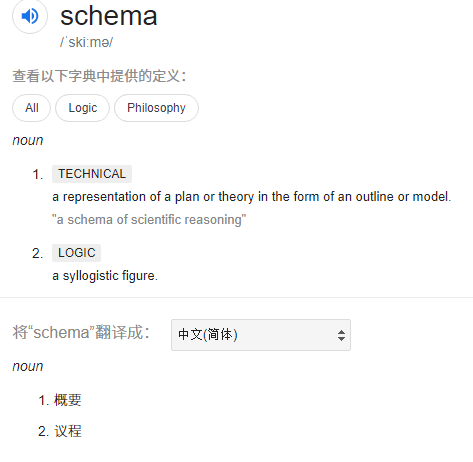 schema
/ˈskiːmə/
查看以下字典中提供的定义：
All Logic Philosophy
noun
1. TECHNICAL
a representation of a plan or theory in the form of an outline or model.
"a schema of scientific reasoning"
2. LOGIC
a syllogistic figure.
将“schema”翻译成： 中文(简体)
noun
1. 概要
2. 议程